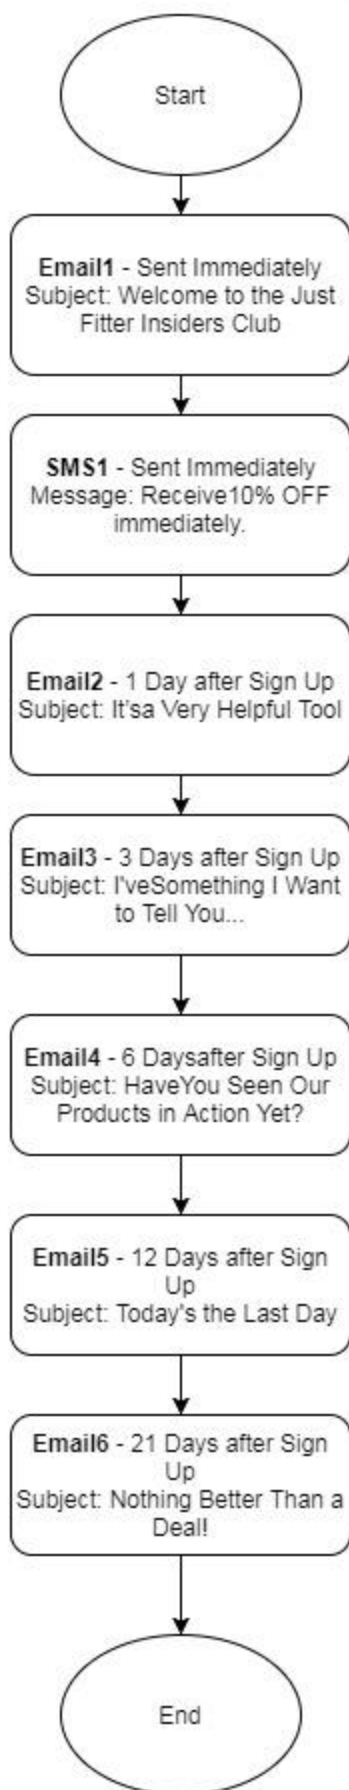 Start
Email1 - Sent Immediately
Subject: Welcome to the Just
Fitter Insiders Club
SMS1 - Sent Immediately
Message: Receive10% OFF
immediately.
Email2 - 1 Day after Sign Up
Subject: It'sa Very Helpful Tool
Email3 - 3 Days after Sign Up
Subject: I'veSomething I Want
to Tell You...
Email4 - 6 Daysafter Sign Up
Subject: HaveYou Seen Our
Products in Action Yet?
Email5 - 12 Days after Sign
Up
Subject: Today's the Last Day
Email6 - 21 Days after Sign
Up
Subject: Nothing Better Than a
Deal!
End